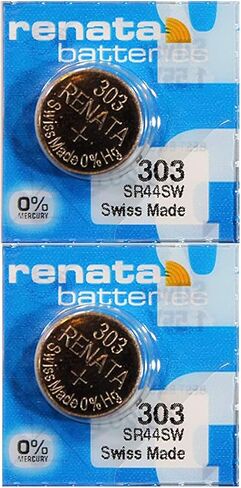 renata
batteries
303
RENATA
+
Swiss Made 0% Hg
303
SR44SW
Swiss Made
0%
MERCURY
renata
batteries
303
RENATA
+
Swiss Made 0% Hg
303
SR44SW
Swiss Made
0%
MERCURY